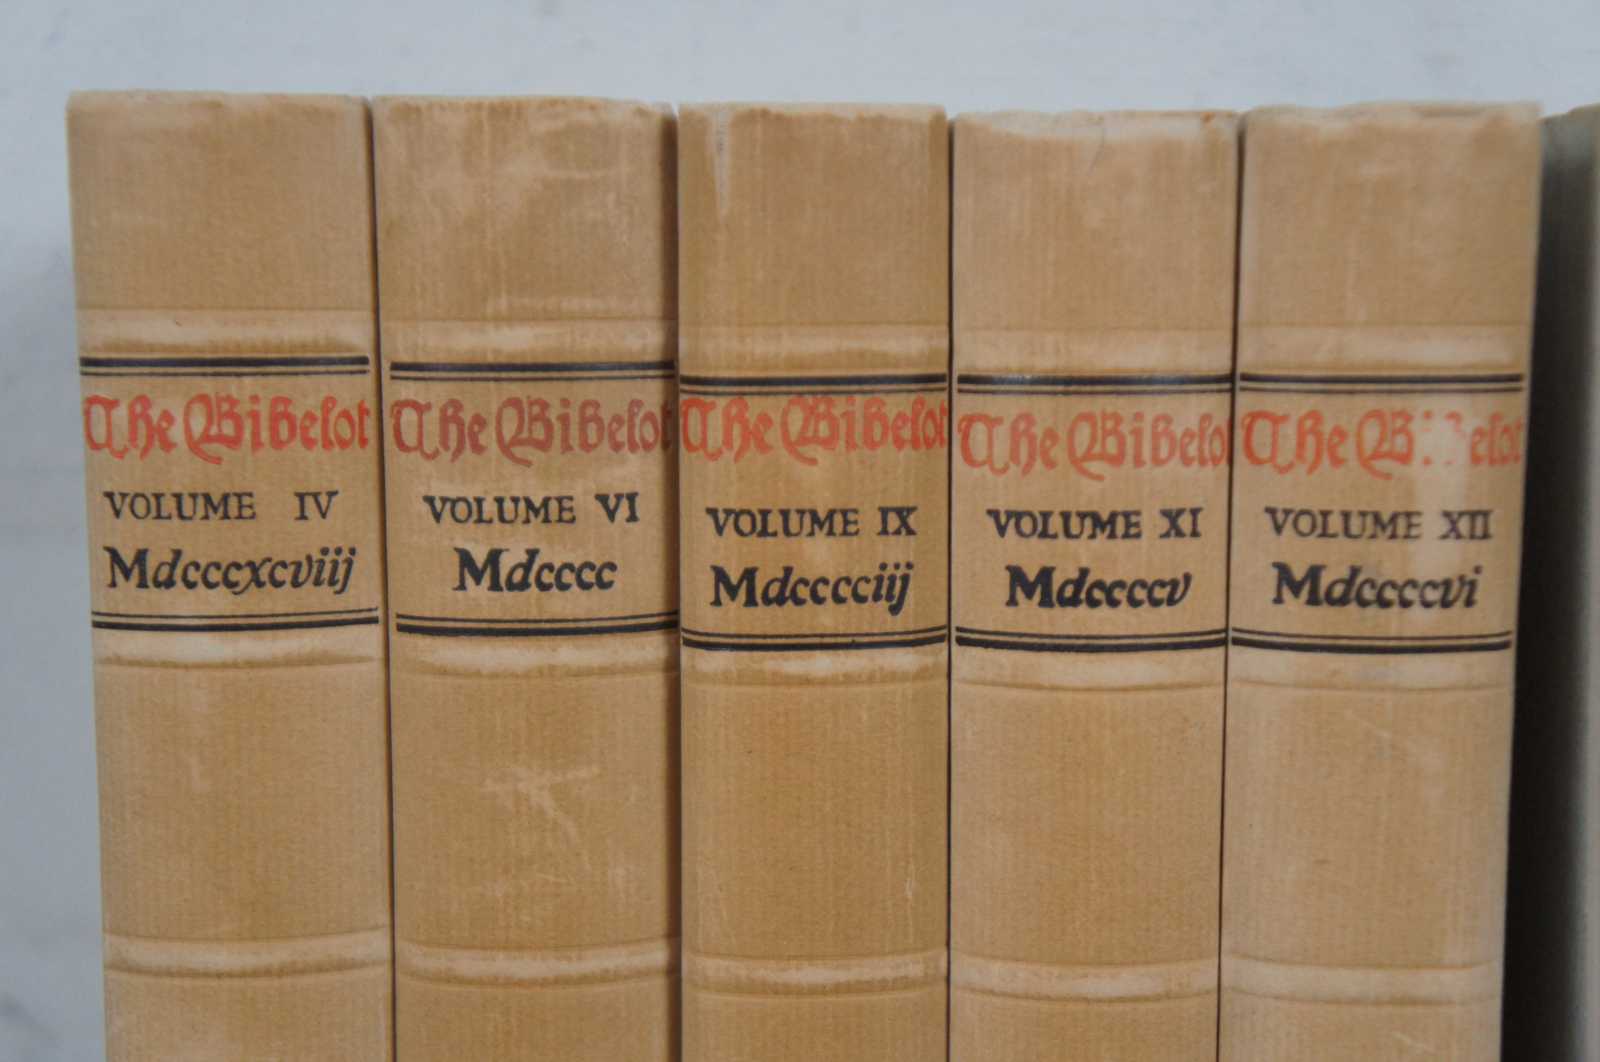 The Bibelot
VOLUME IV
Mdcccxcviij
The Bibelot
VOLUME VI
Mdcccc
The Bibelot
VOLUME IX
Mdcccciij
The Bibelo
VOLUME XI
Mdccccv
The Bibelot
VOLUME XII
Mdccccvi